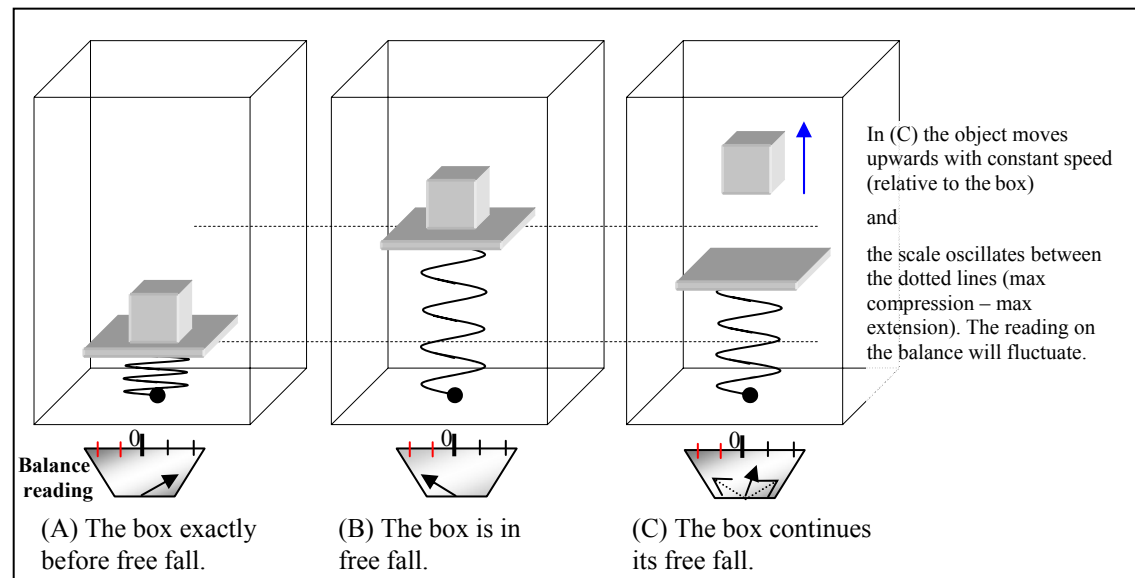 In (C) the object moves
upwards with constant speed
(relative to the box)
and
the scale oscillates between
the dotted lines (max
compression – max
extension). The reading on
the balance will fluctuate.
0
0
0
Balance
reading
(A) The box exactly
before free fall.
(B) The box is in
free fall.
(C) The box continues
its free fall.